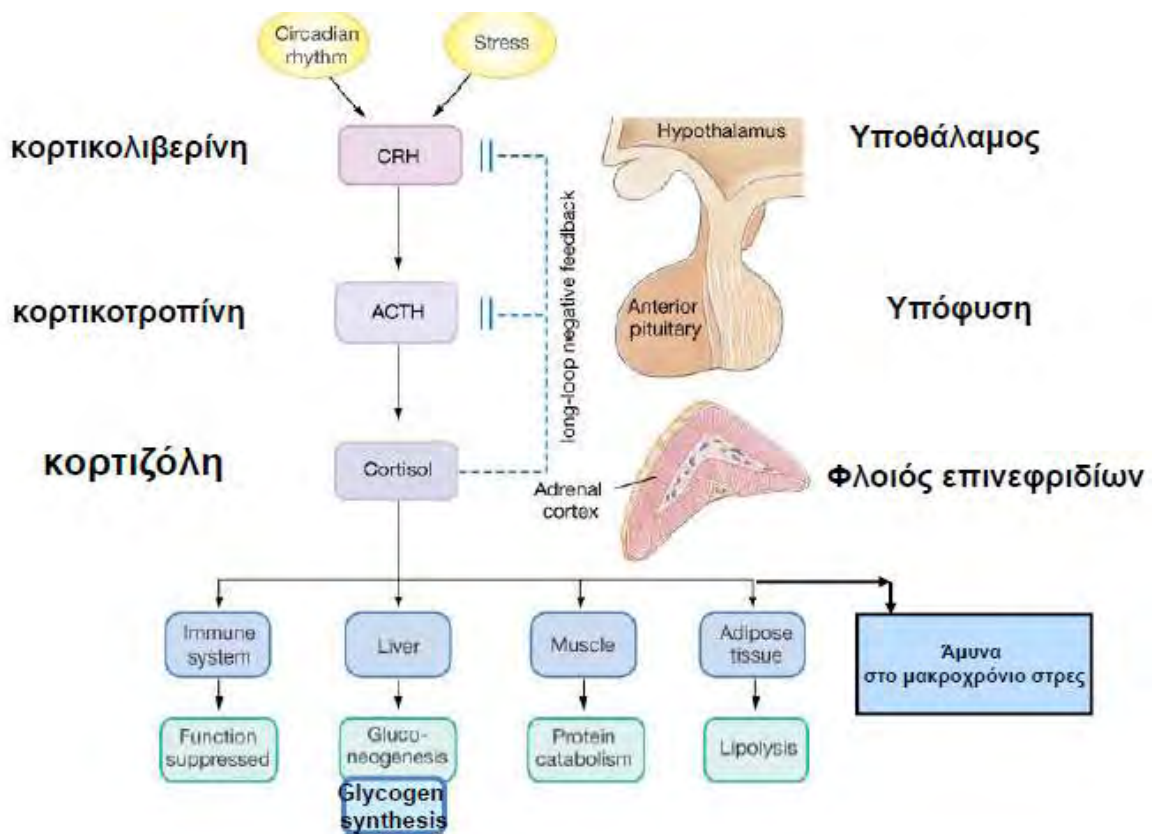 Circadian
rhythm
Stress
κορτικολιβερίνη
CRH
Hypothalamus
Υποθάλαμος
long-loop negative feedback
κορτικοτροπίνη
ACTH
Anterior
pituitary
Υπόφυση
κορτιζόλη
Cortisol
Adrenal
cortex
Φλοιός επινεφριδίων
Immune
system
Liver
Muscle
Adipose
tissue
Άμυνα
στο μακροχρόνιο στρες
Function
suppressed
Gluco-
neogenesis
Protein
catabolism
Lipolysis
Glycogen
synthesis